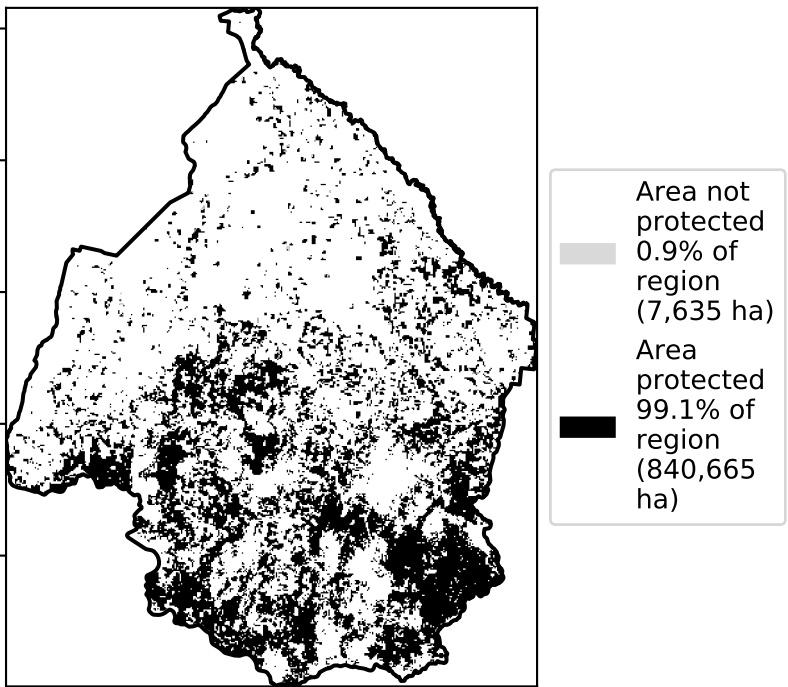 Area not
protected
0.9% of
region
(7,635 ha)
Area
protected
99.1% of
region
(840,665
ha)